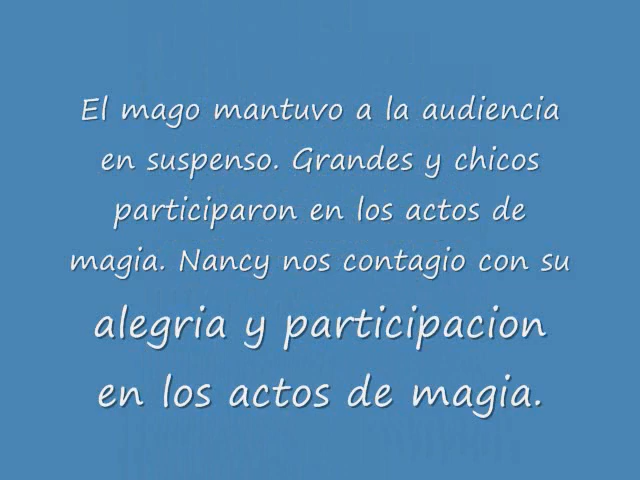 El mago mantuvo a la audiencia
en suspenso. Grandes y chicos
participaron en los actos de
magia. Nancy nos contagio con su
alegria y participacion
en los actos de magia.